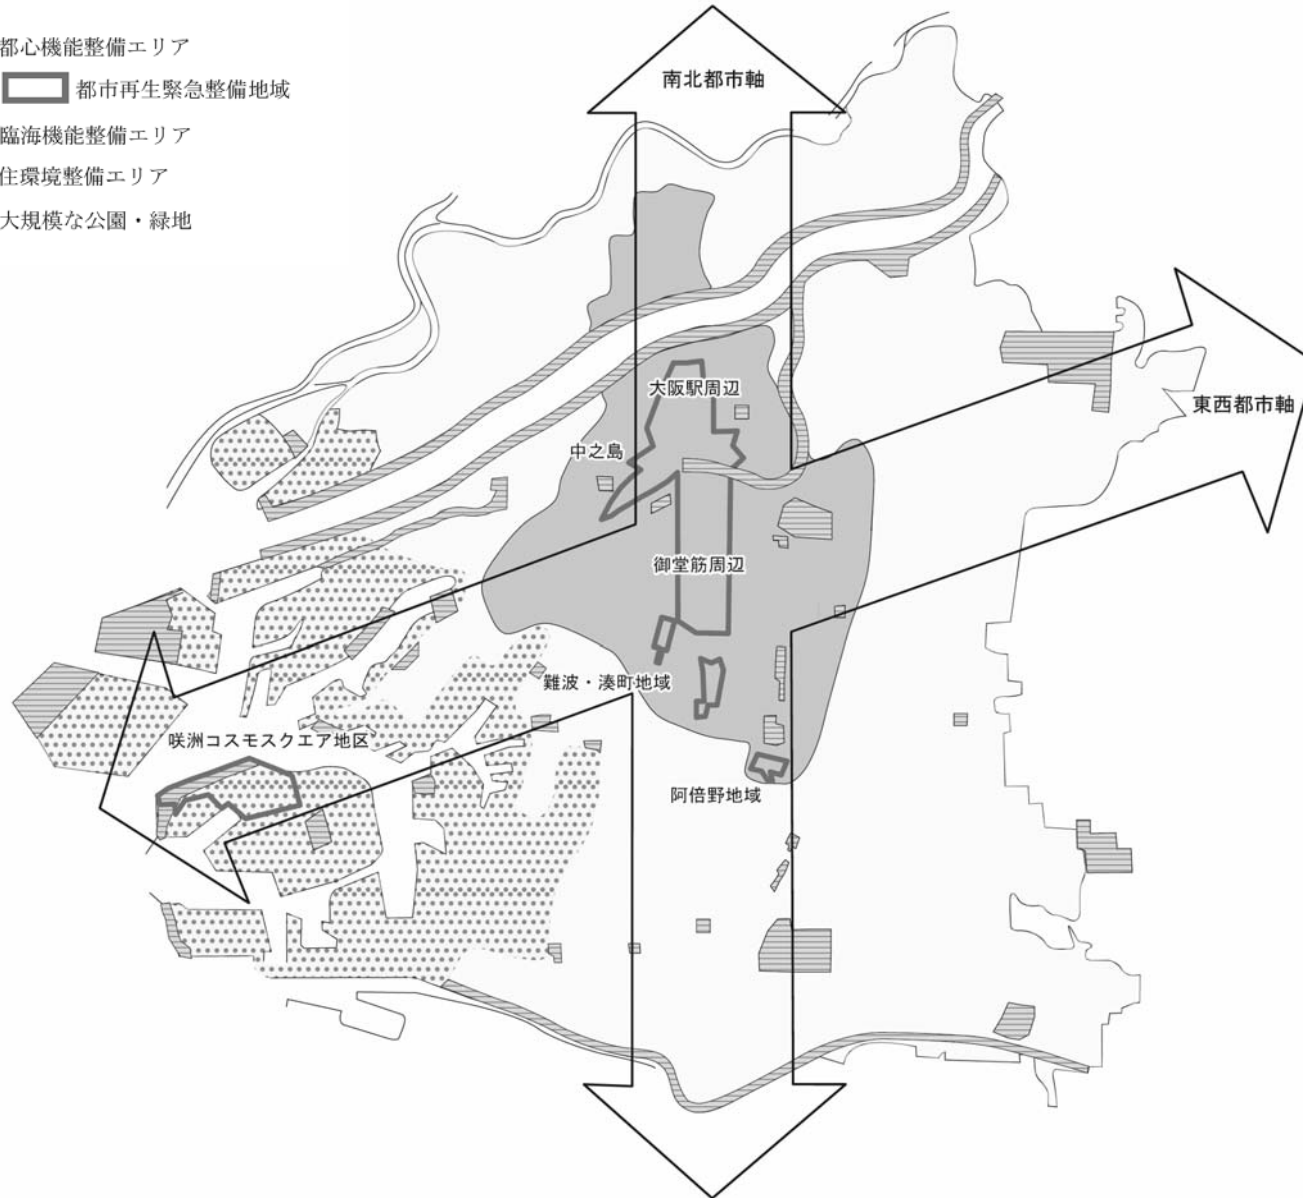 都心機能整備エリア
都市再生緊急整備地域
臨海機能整備エリア
住環境整備エリア
大規模な公園・緑地
南北都市軸
大阪駅周辺
東西都市軸
中之島
御堂筋周辺
難波・湊町地域
咲洲コスモスクエア地区
阿倍野地域